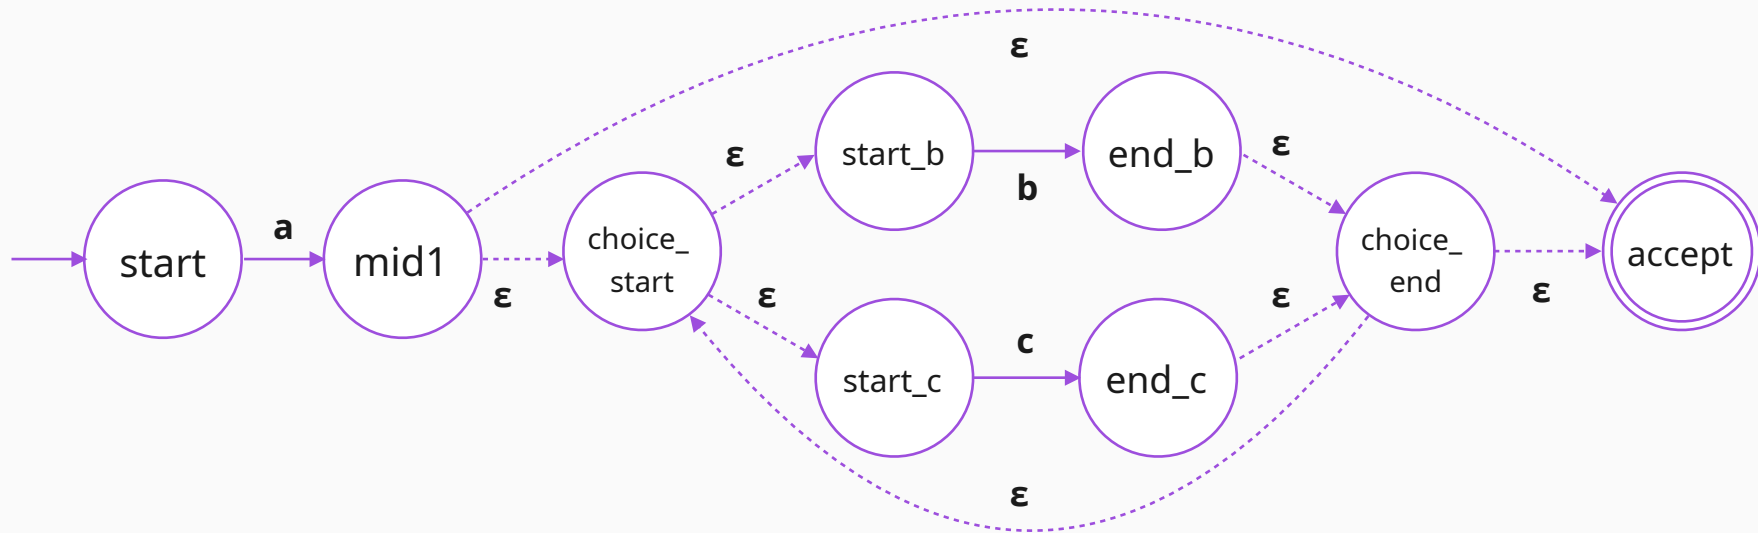 start
a
mid1
ε
ε
choice_
start
ε
ε
start_b
b
end_b
ε
start_c
c
end_c
ε
ε
choice_
end
ε
accept